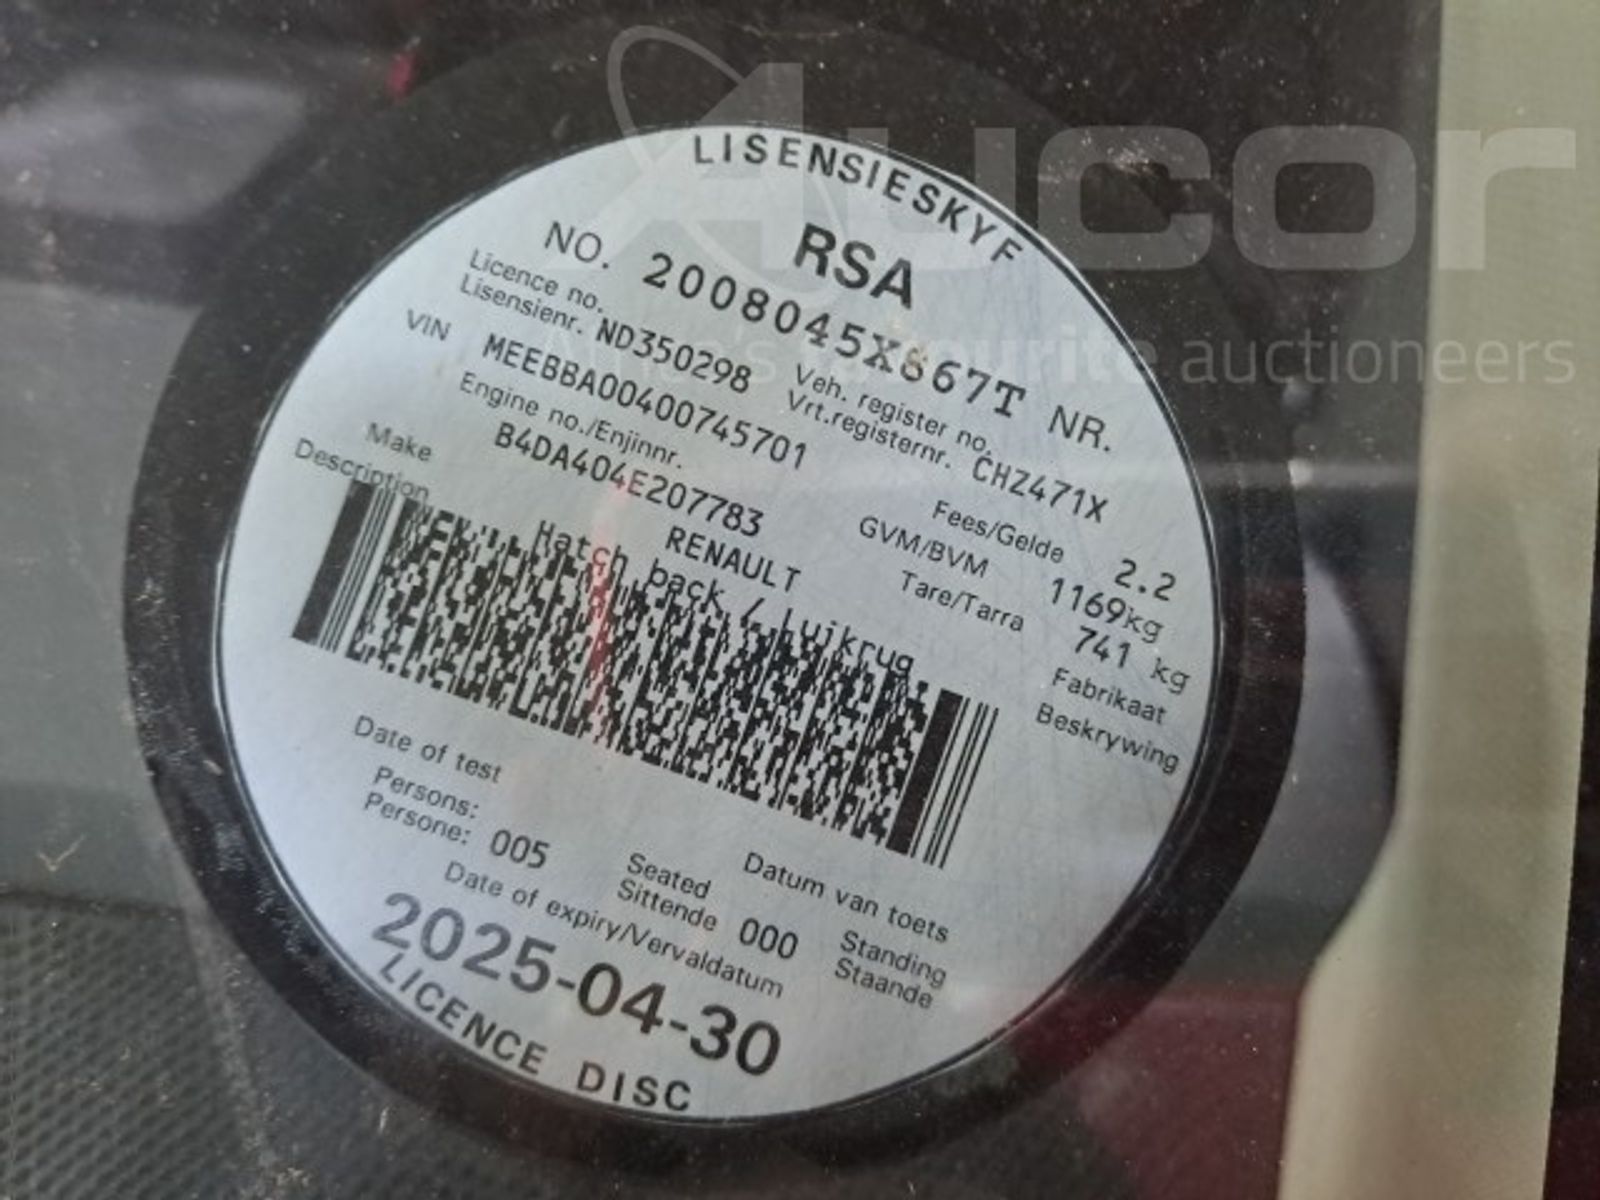 Aucor
auctioneers
LISENSIESKYF
RSA
NO. 2008045X867T NR.
Licence no.
Lisensienr. ND350298
Veh. register no.
Vrt.registernr. CHZ471X
VIN MEEBBA00400745701
Engine no./Enjinnr.
B4DA404E207783
Fees/Gelde 2.2
GVM/BVM 1169kg
Tare/Tarra 741 kg
Make RENAULT Fabrikaat
Description Hatch back / Luikrug Beskrywing
Date of test Datum van toets
Persons:
Persone: 005
Seated
Sittende 000
Standing
Staande
Date of expiry/Vervaldatum
2025-04-30
LICENCE DISC